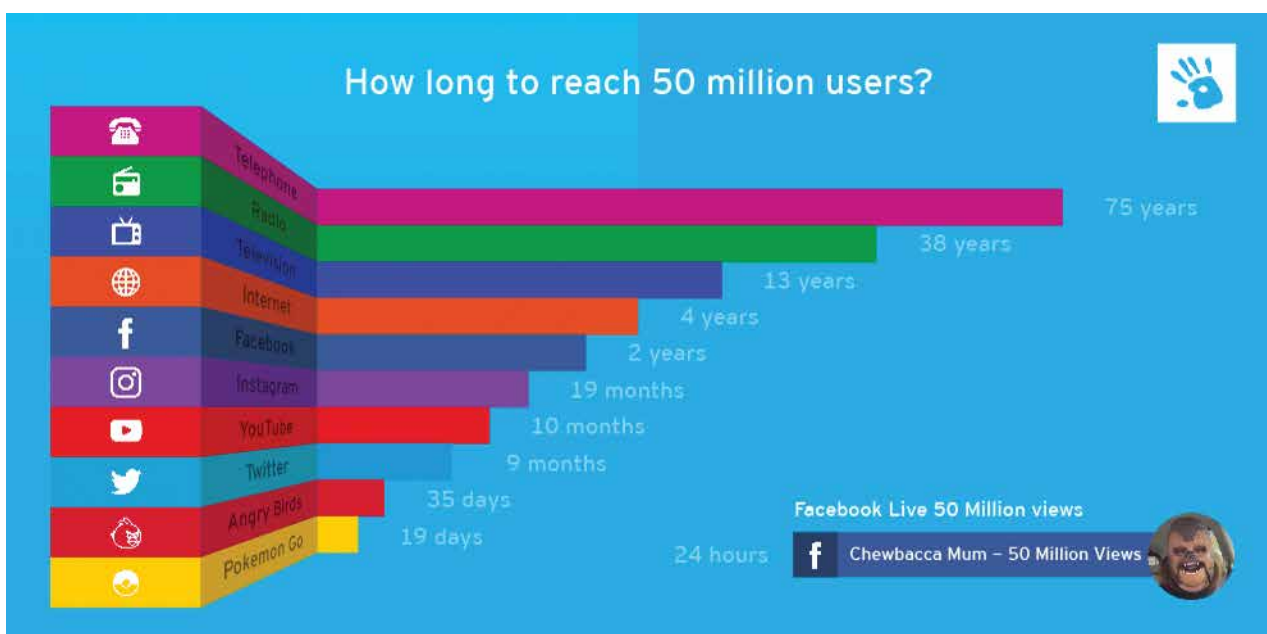 How long to reach 50 million users?
Telephone
75 years
Radio
38 years
Television
13 years
Internet
4 years
Facebook
2 years
Instagram
19 months
YouTube
10 months
Twitter
9 months
Angry Birds
35 days
Pokemon Go
19 days
Facebook Live 50 Million views
24 hours
f Chewbacca Mum – 50 Million Views